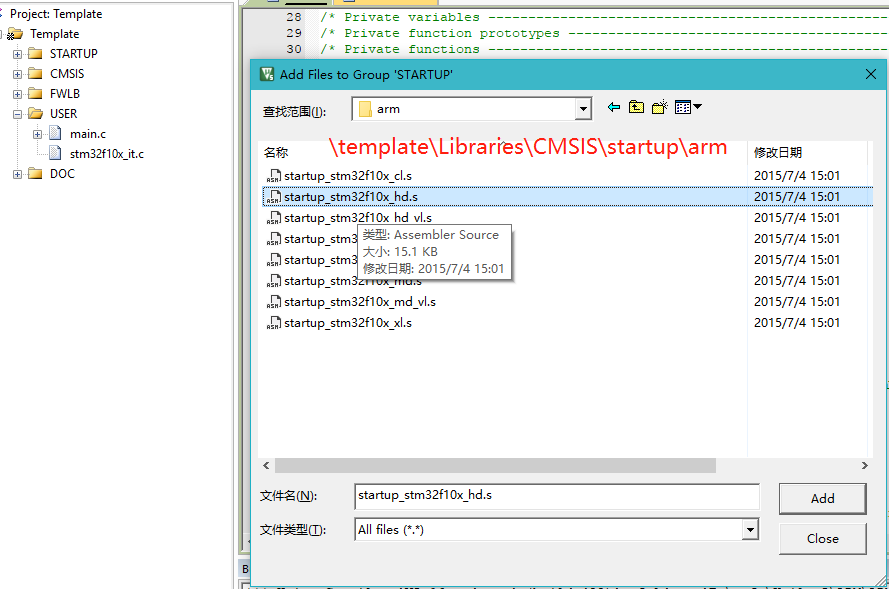 Project: Template
Template
STARTUP
CMSIS
FWLB
USER
main.c
stm32f10x_it.c
DOC
28 /* Private variables
29 /* Private function prototypes
30 /* Private functions
Add Files to Group 'STARTUP'
查找范围(I):
arm
\template\Libraries\CMSIS\startup\arm
名称
修改日期
startup_stm32f10x_cl.s 2015/7/4 15:01
startup_stm32f10x_hd.s 2015/7/4 15:01
startup_stm32f10x_hd_vl.s 2015/7/4 15:01
startup_stm3 2015/7/4 15:01
startup_stm3 2015/7/4 15:01
startup_stm32f10x_md.s 2015/7/4 15:01
startup_stm32f10x_md_vl.s 2015/7/4 15:01
startup_stm32f10x_xl.s 2015/7/4 15:01
类型: Assembler Source
大小: 15.1 KB
修改日期: 2015/7/4 15:01
文件名(N):
startup_stm32f10x_hd.s
Add
文件类型(T):
All files (*.*)
Close